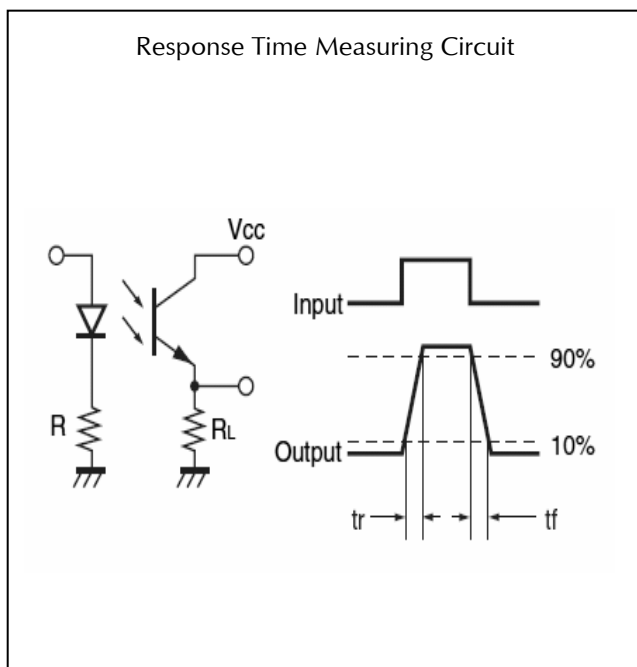 Response Time Measuring Circuit
Vcc
Input
90%
R
RL
Output
10%
tr
tf